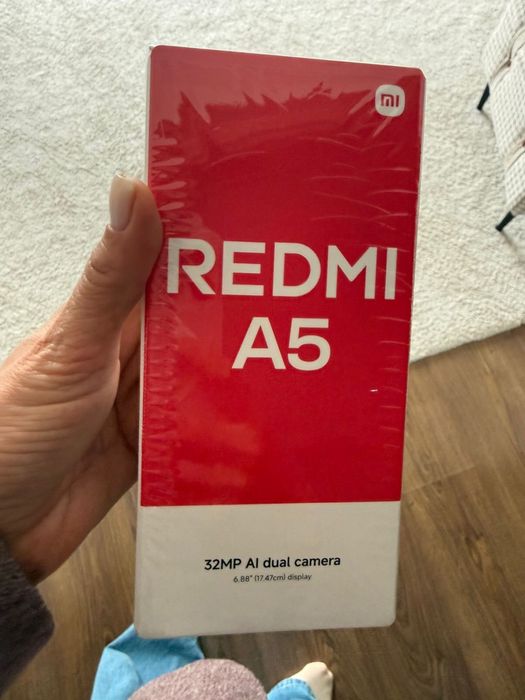 mi
REDMI
A5
32MP AI dual camera
6.88" (17.47cm) display